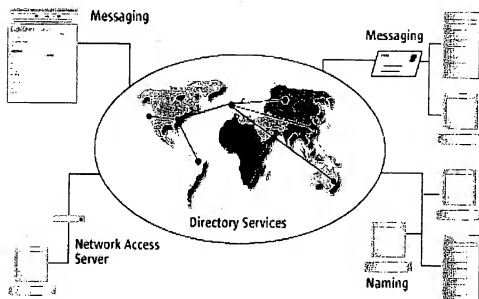 Messaging
Messaging
Directory Services
Network Access
Server
Naming